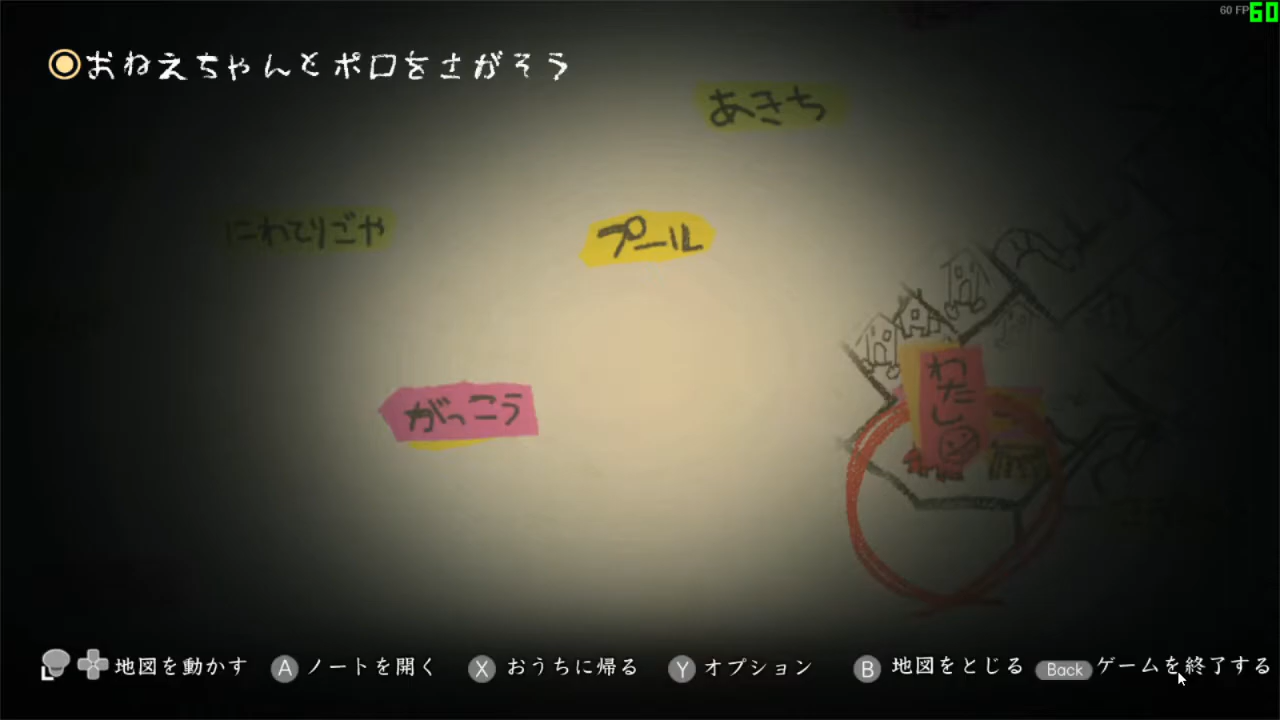 60 FP
60
おねえちゃんとポロをさがそう
あきち
にわとりごや
プール
がっこう
わたし
L 地図を動かす A ノートを開く X おうちに帰る Y オプション B 地図をとじる Back ゲームを終了する